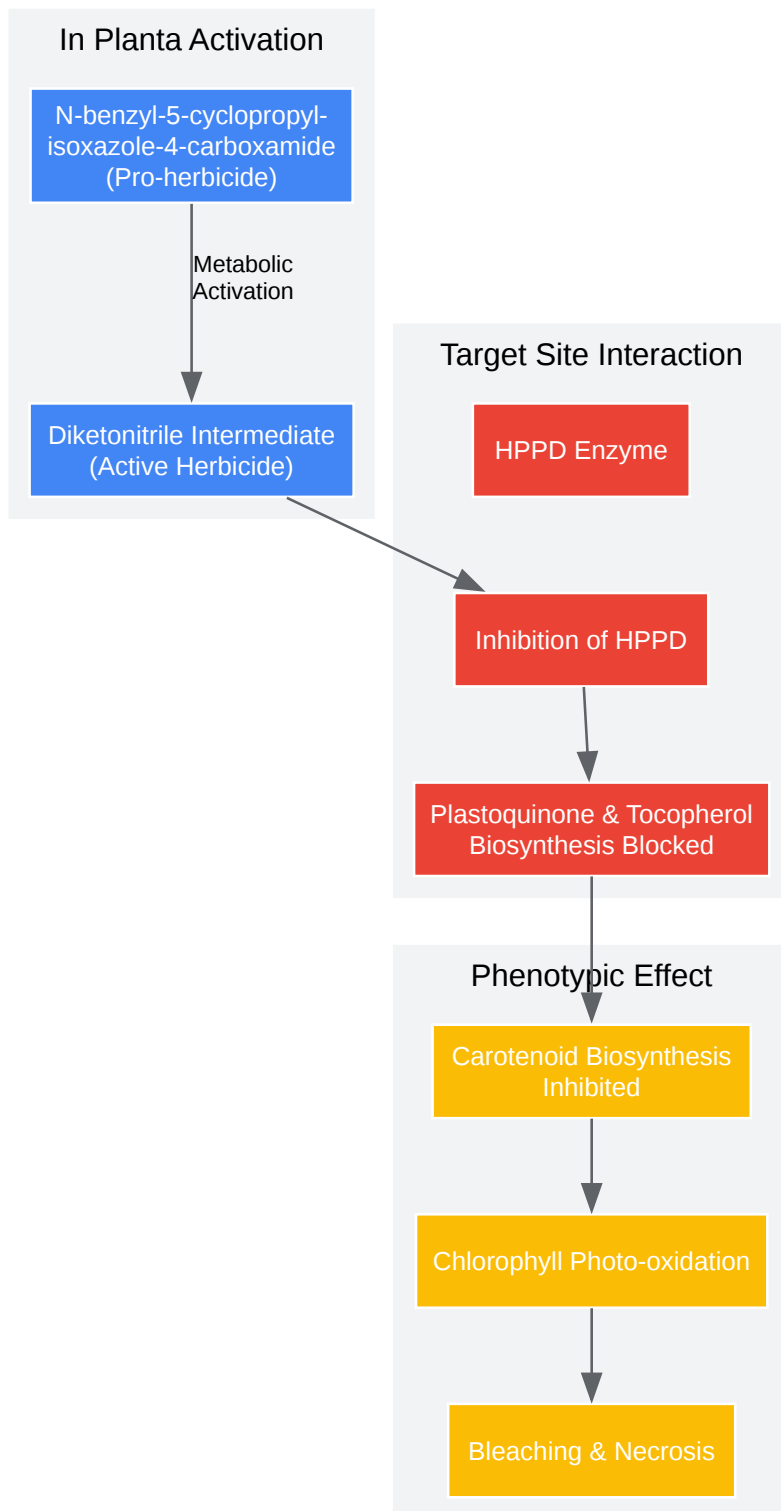 In Planta Activation
N-benzyl-5-cyclopropyl-
isoxazole-4-carboxamide
(Pro-herbicide)
Metabolic
Activation
Diketonitrile Intermediate
(Active Herbicide)
Target Site Interaction
HPPD Enzyme
Inhibition of HPPD
Plastoquinone & Tocopherol
Biosynthesis Blocked
Phenotypic Effect
Carotenoid Biosynthesis
Inhibited
Chlorophyll Photo-oxidation
Bleaching & Necrosis